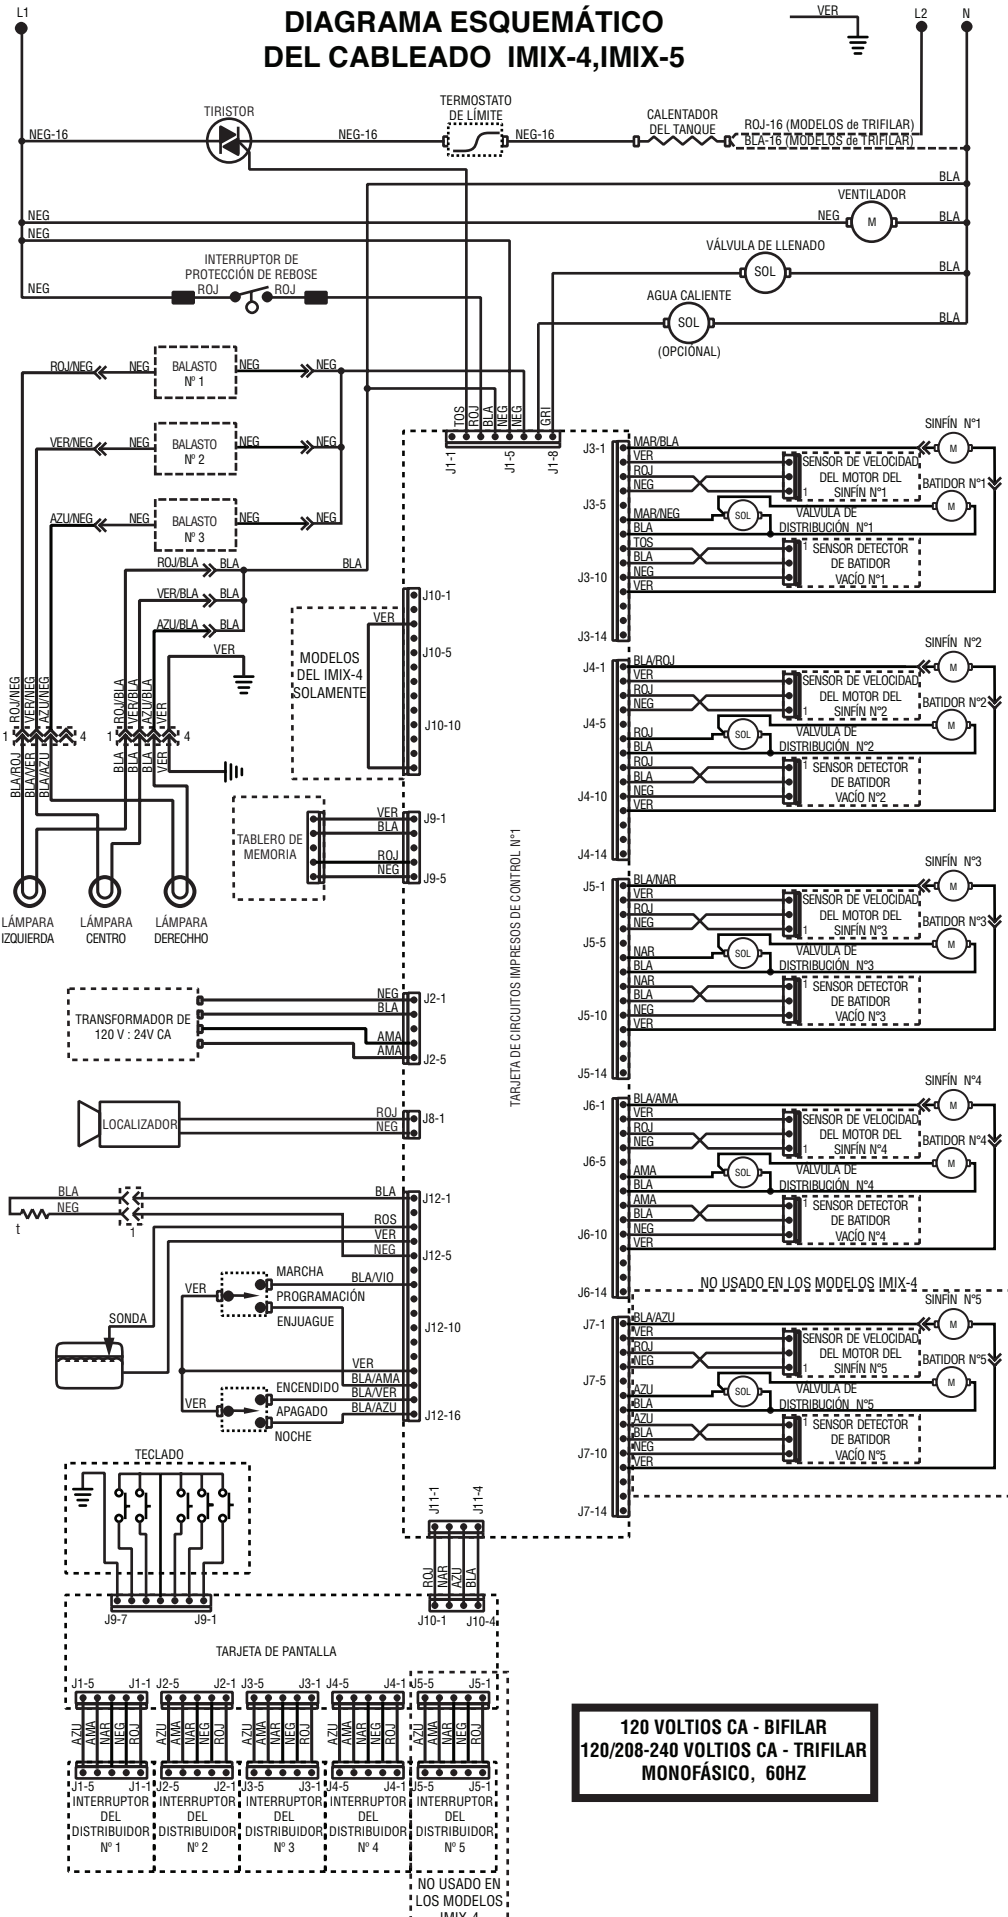 DIAGRAMA ESQUEMÁTICO
DEL CABLEADO IMIX-4,IMIX-5
L1
VER
L2
N
TIRISTOR
TERMOSTATO
DE LÍMITE
CALENTADOR
DEL TANQUE
ROJ-16 (MODELOS de TRIFILAR)
BLA-16 (MODELOS de TRIFILAR)
NEG-16
NEG-16
NEG-16
BLA
VENTILADOR
NEG
NEG
M
BLA
NEG
VÁLVULA DE LLENADO
SOL
BLA
INTERRUPTOR DE
PROTECCIÓN DE REBOSE
NEG
ROJ
ROJ
AGUA CALIENTE
SOL
(OPCIÓNAL)
BLA
ROJ/NEG
NEG
BALASTO
Nº 1
NEG
NEG
VER/NEG
NEG
BALASTO
Nº 2
NEG
NEG
AZU/NEG
NEG
BALASTO
Nº 3
NEG
NEG
ROJ/BLA
BLA
BLA
VER/BLA
BLA
AZU/BLA
BLA
VER
TOS
ROJ
BLA
NEG
NEG
GRI
J1-1
J1-5
J1-8
ROJ/NEG
VER/NEG
AZU/NEG
ROJ/BLA
VER/BLA
AZU/BLA
VER
1
4
1
4
BLA/ROJ
BLA/VER
BLA/AZU
BLA
BLA
BLA
VER
LÁMPARA
IZQUIERDA
LÁMPARA
CENTRO
LÁMPARA
DERECHHO
MODELOS
DEL IMIX-4
SOLAMENTE
VER
J10-1
J10-5
J10-10
TABLERO DE
MEMORIA
VER
BLA
ROJ
NEG
J9-1
J9-5
TRANSFORMADOR DE
120 V : 24V CA
NEG
BLA
AMA
AMA
J2-1
J2-5
LOCALIZADOR
ROJ
NEG
J8-1
BLA
NEG
t
1
BLA
ROS
VER
NEG
J12-1
J12-5
MARCHA
PROGRAMACIÓN
ENJUAGUE
VER
BLA/VIO
SONDA
J12-10
VER
BLA/AMA
BLA/VER
BLA/AZU
J12-16
ENCENDIDO
APAGADO
NOCHE
VER
TARJETA DE CIRCUITOS IMPRESOS DE CONTROL Nº1
J3-1
J3-5
J3-10
J3-14
MAR/BLA
VER
ROJ
NEG
MAR/NEG
BLA
TOS
BLA
NEG
VER
SINFÍN Nº1
M
SENSOR DE VELOCIDAD
DEL MOTOR DEL
SINFÍN Nº1
1
BATIDOR Nº1
M
SOL
VÁLVULA DE
DISTRIBUCIÓN Nº1
1
SENSOR DETECTOR
DE BATIDOR
VACÍO Nº1
J4-1
J4-5
J4-10
J4-14
BLA/ROJ
VER
ROJ
NEG
ROJ
BLA
ROJ
BLA
NEG
VER
SINFÍN Nº2
M
SENSOR DE VELOCIDAD
DEL MOTOR DEL
SINFÍN Nº2
1
BATIDOR Nº2
M
SOL
VÁLVULA DE
DISTRIBUCIÓN Nº2
1
SENSOR DETECTOR
DE BATIDOR
VACÍO Nº2
J5-1
J5-5
J5-10
J5-14
BLA/NAR
VER
ROJ
NEG
NAR
BLA
NAR
BLA
NEG
VER
SINFÍN Nº3
M
SENSOR DE VELOCIDAD
DEL MOTOR DEL
SINFÍN Nº3
1
BATIDOR Nº3
M
SOL
VÁLVULA DE
DISTRIBUCIÓN Nº3
1
SENSOR DETECTOR
DE BATIDOR
VACÍO Nº3
J6-1
J6-5
J6-10
J6-14
BLA/AMA
VER
ROJ
NEG
AMA
BLA
AMA
BLA
NEG
VER
SINFÍN Nº4
M
SENSOR DE VELOCIDAD
DEL MOTOR DEL
SINFÍN Nº4
1
BATIDOR Nº4
M
SOL
VÁLVULA DE
DISTRIBUCIÓN Nº4
1
SENSOR DETECTOR
DE BATIDOR
VACÍO Nº4
NO USADO EN LOS MODELOS IMIX-4
J7-1
J7-5
J7-10
J7-14
BLA/AZU
VER
ROJ
NEG
AZU
BLA
AZU
BLA
NEG
VER
SINFÍN Nº5
M
SENSOR DE VELOCIDAD
DEL MOTOR DEL
SINFÍN Nº5
1
BATIDOR Nº5
M
SOL
VÁLVULA DE
DISTRIBUCIÓN Nº5
1
SENSOR DETECTOR
DE BATIDOR
VACÍO Nº5
TECLADO
J9-7
J9-1
J11-1
J11-4
ROJ
NAR
AZU
BLA
J10-1
J10-4
TARJETA DE PANTALLA
J1-5
J1-1
J2-5
J2-1
J3-5
J3-1
J4-5
J4-1
J5-5
J5-1
AZU
AMA
NAR
NEG
ROJ
AZU
AMA
NAR
NEG
ROJ
AZU
AMA
NAR
NEG
ROJ
AZU
AMA
NAR
NEG
ROJ
AZU
AMA
NAR
NEG
ROJ
J1-5
J1-1
J2-5
J2-1
J3-5
J3-1
J4-5
J4-1
J5-5
J5-1
INTERRUPTOR
DEL
DISTRIBUIDOR
Nº 1
INTERRUPTOR
DEL
DISTRIBUIDOR
Nº 2
INTERRUPTOR
DEL
DISTRIBUIDOR
Nº 3
INTERRUPTOR
DEL
DISTRIBUIDOR
Nº 4
INTERRUPTOR
DEL
DISTRIBUIDOR
Nº 5
NO USADO EN
LOS MODELOS
IMIX-4
120 VOLTIOS CA - BIFILAR
120/208-240 VOLTIOS CA - TRIFILAR
MONOFÁSICO, 60HZ